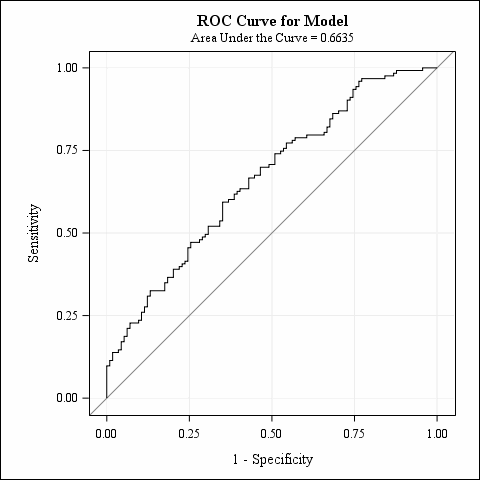 ROC Curve for Model
Area Under the Curve = 0.6635
1.00
0.75
0.50
0.25
0.00
Sensitivity
0.00 0.25 0.50 0.75 1.00
1 - Specificity